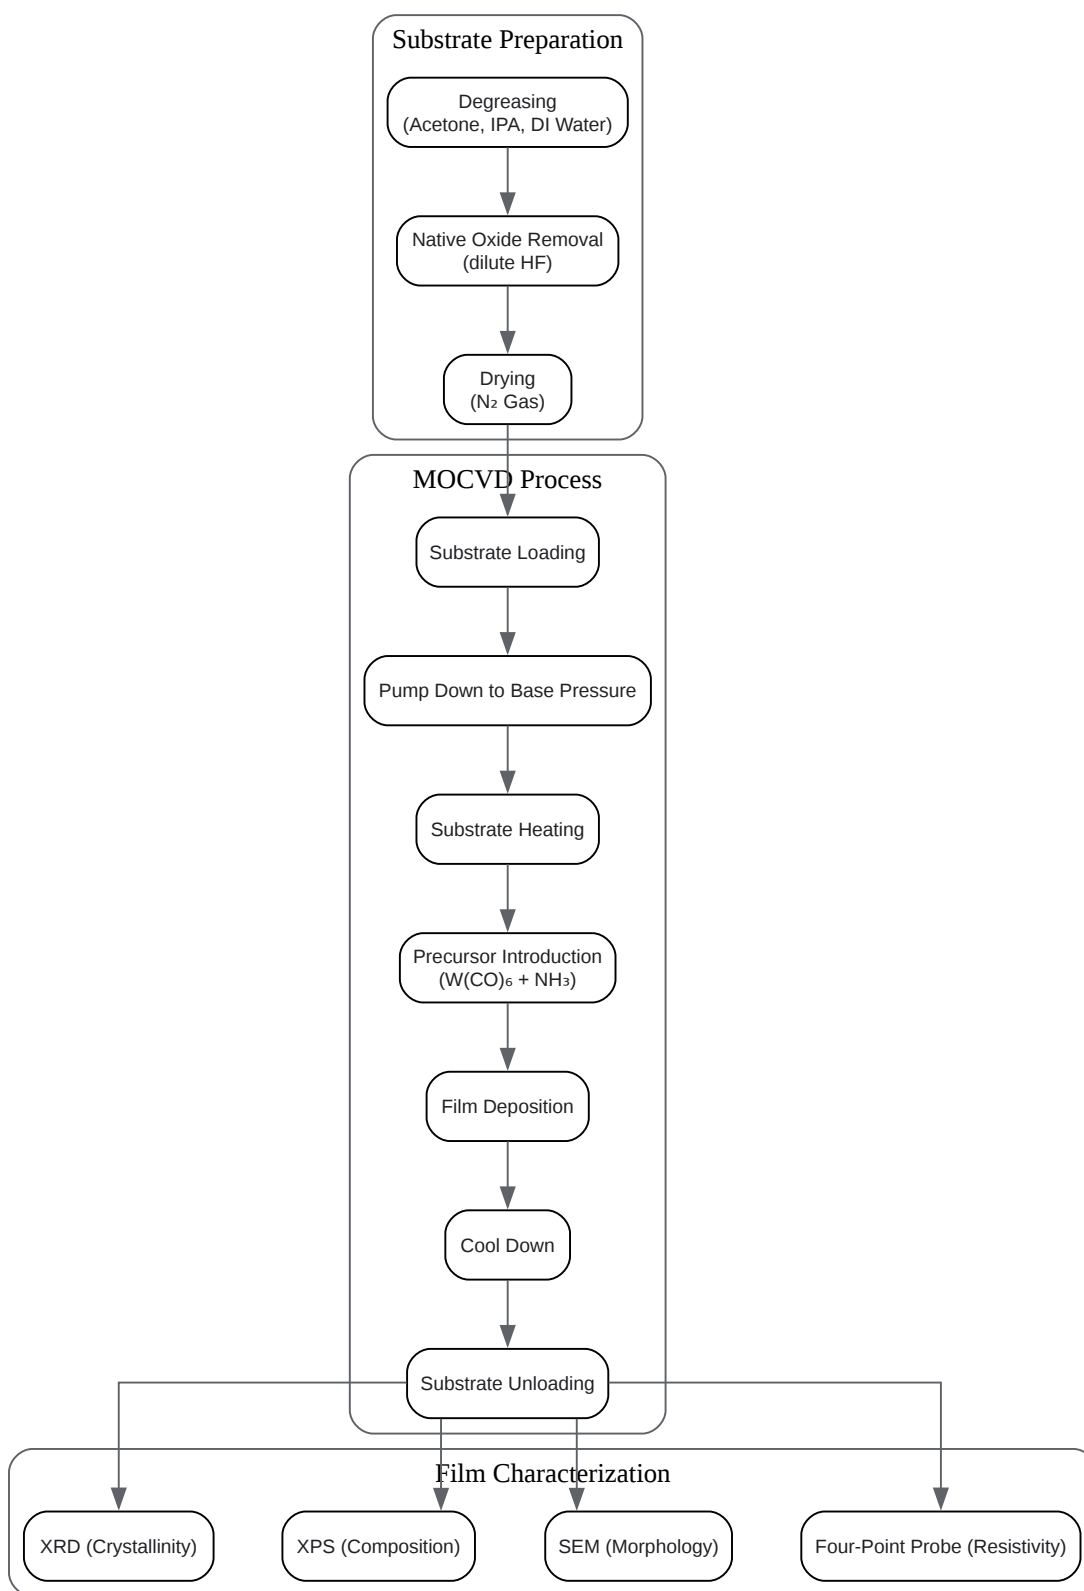 Substrate Preparation
Degreasing
(Acetone, IPA, DI Water)
Native Oxide Removal
(dilute HF)
Drying
(N₂ Gas)
MOCVD Process
Substrate Loading
Pump Down to Base Pressure
Substrate Heating
Precursor Introduction
(W(CO)₆ + NH₃)
Film Deposition
Cool Down
Substrate Unloading
Film Characterization
XRD (Crystallinity)
XPS (Composition)
SEM (Morphology)
Four-Point Probe (Resistivity)